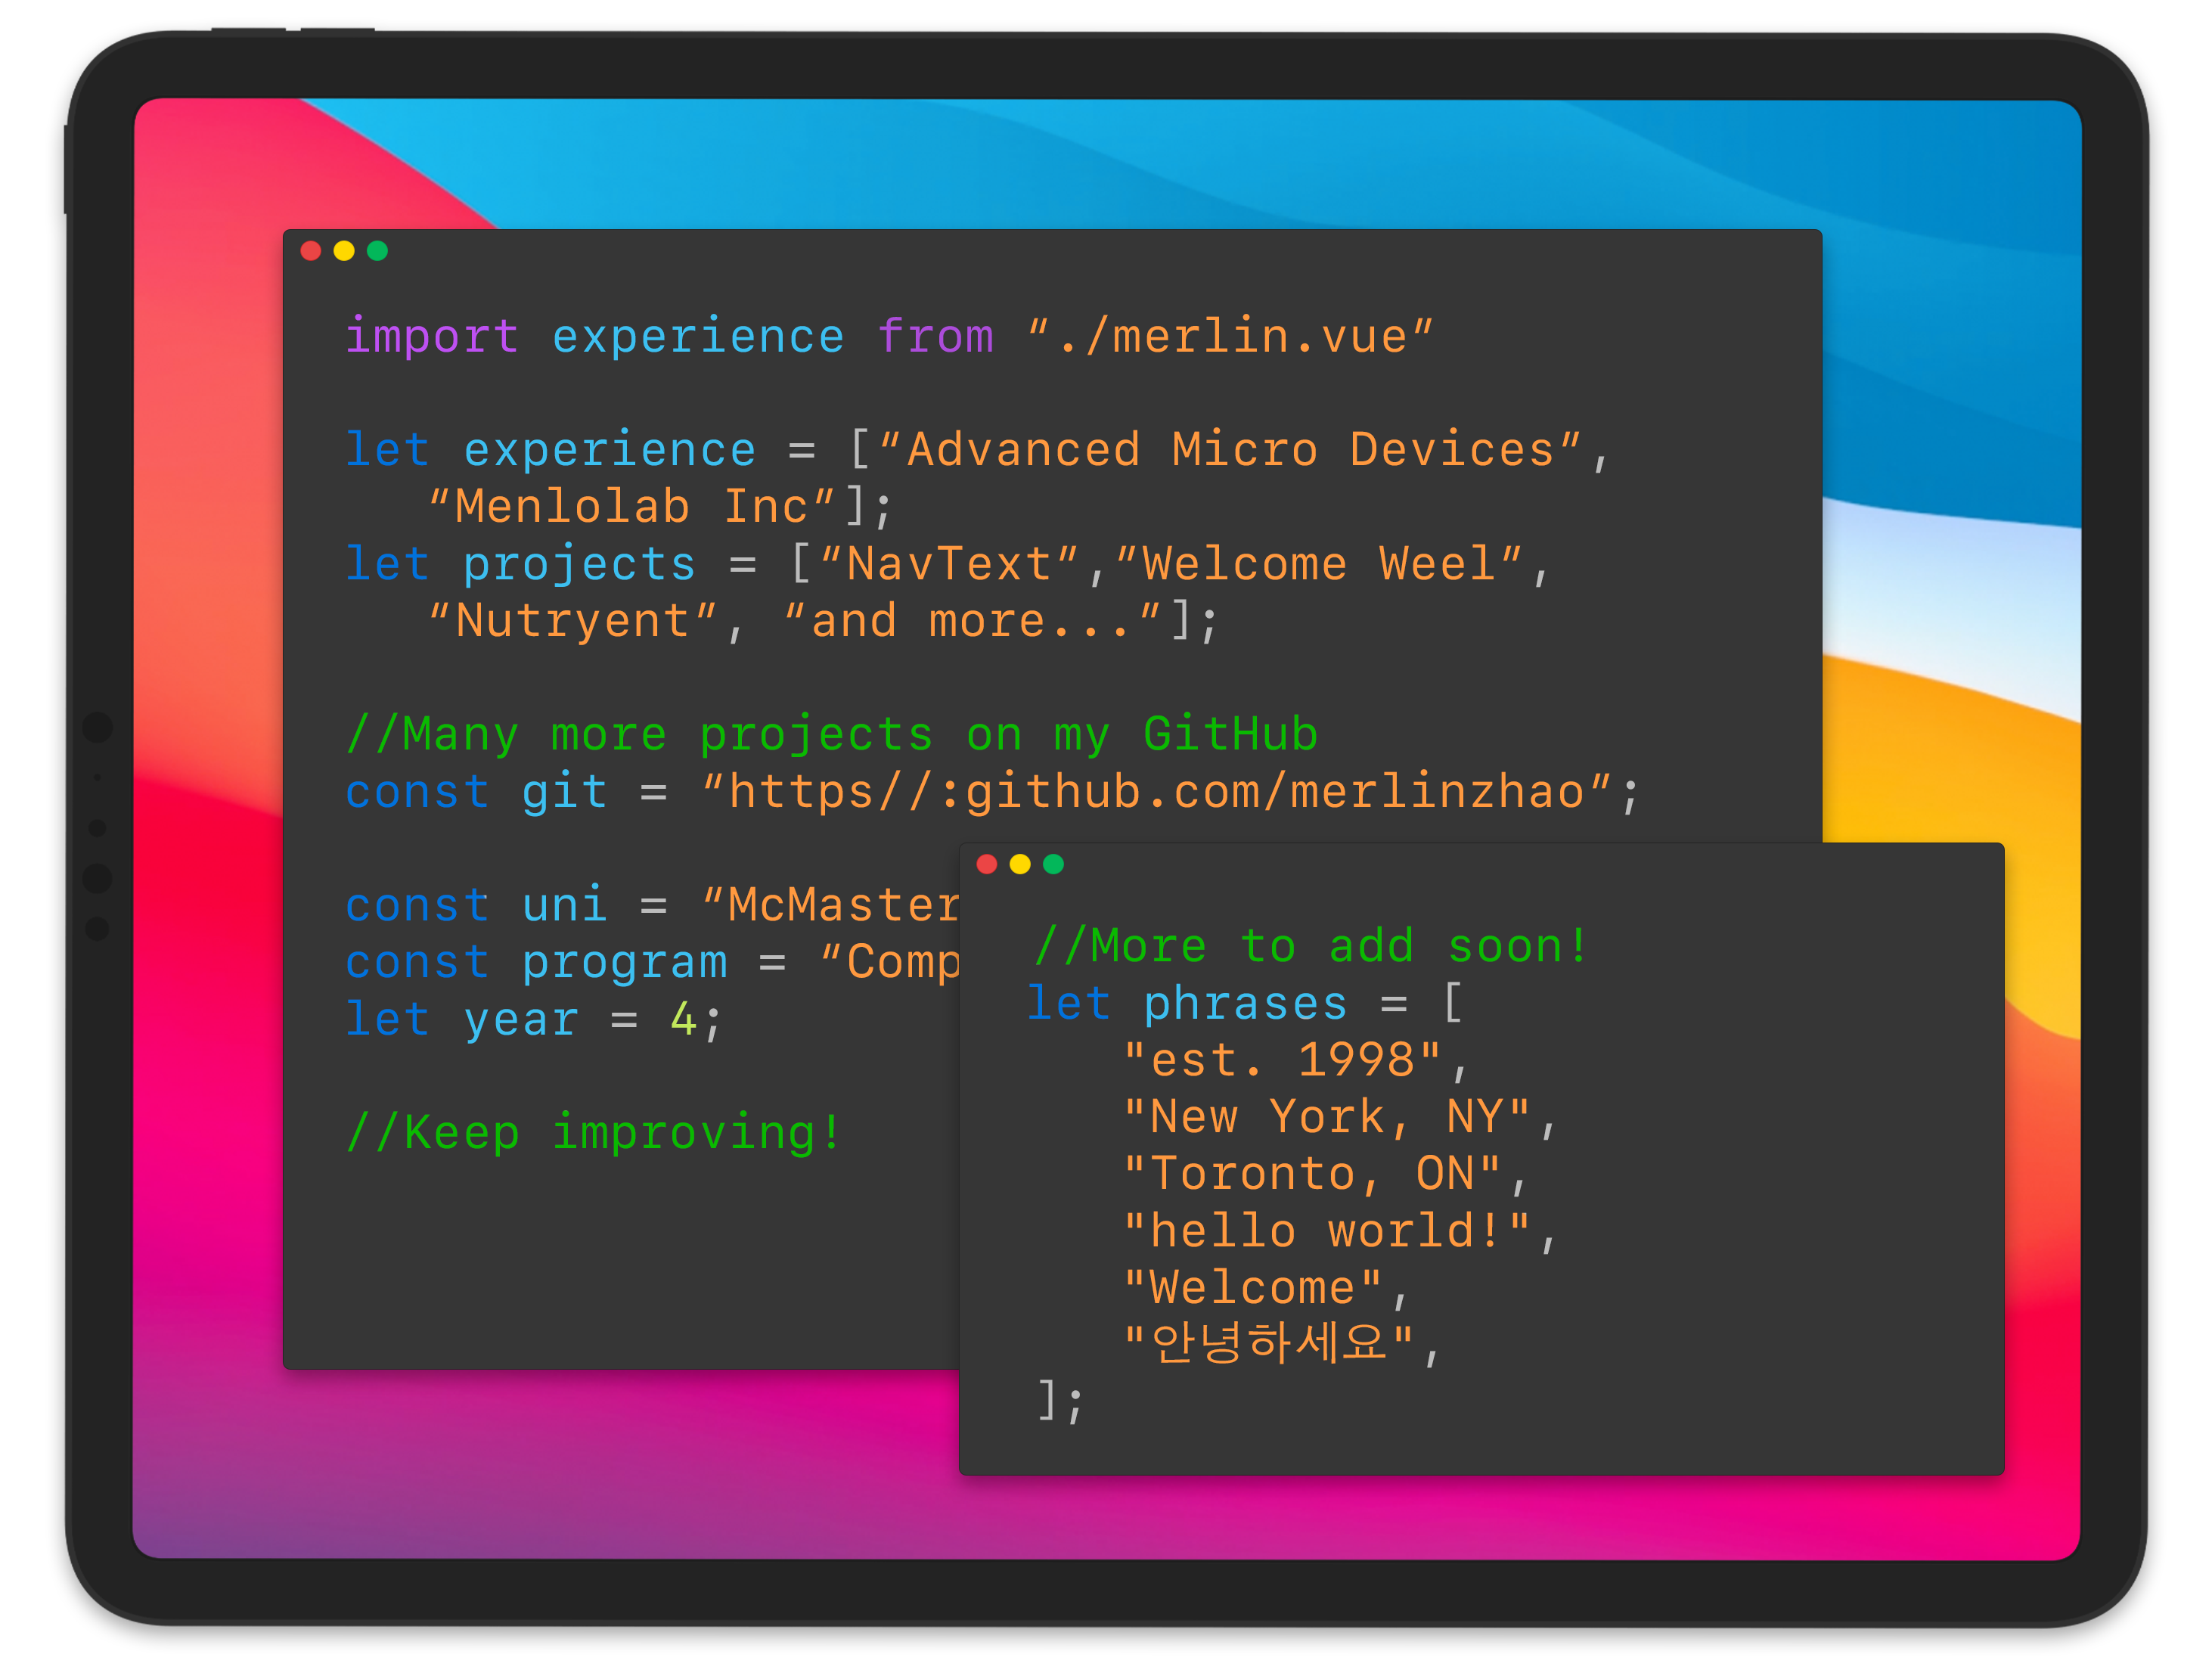 import experience from “./merlin.vue”
let experience = [“Advanced Micro Devices”,
“Menlolab Inc”];
let projects = [“NavText”,”Welcome Weel”,
“Nutryent”, “and more...”];
//Many more projects on my GitHub
const git = “https//:github.com/merlinzhao”;
const uni = “McMaster
const program = “Comp
let year = 4;
//Keep improving!
//More to add soon!
let phrases = [
"est. 1998",
"New York, NY",
"Toronto, ON",
"hello world!",
"Welcome",
"안녕하세요",
];